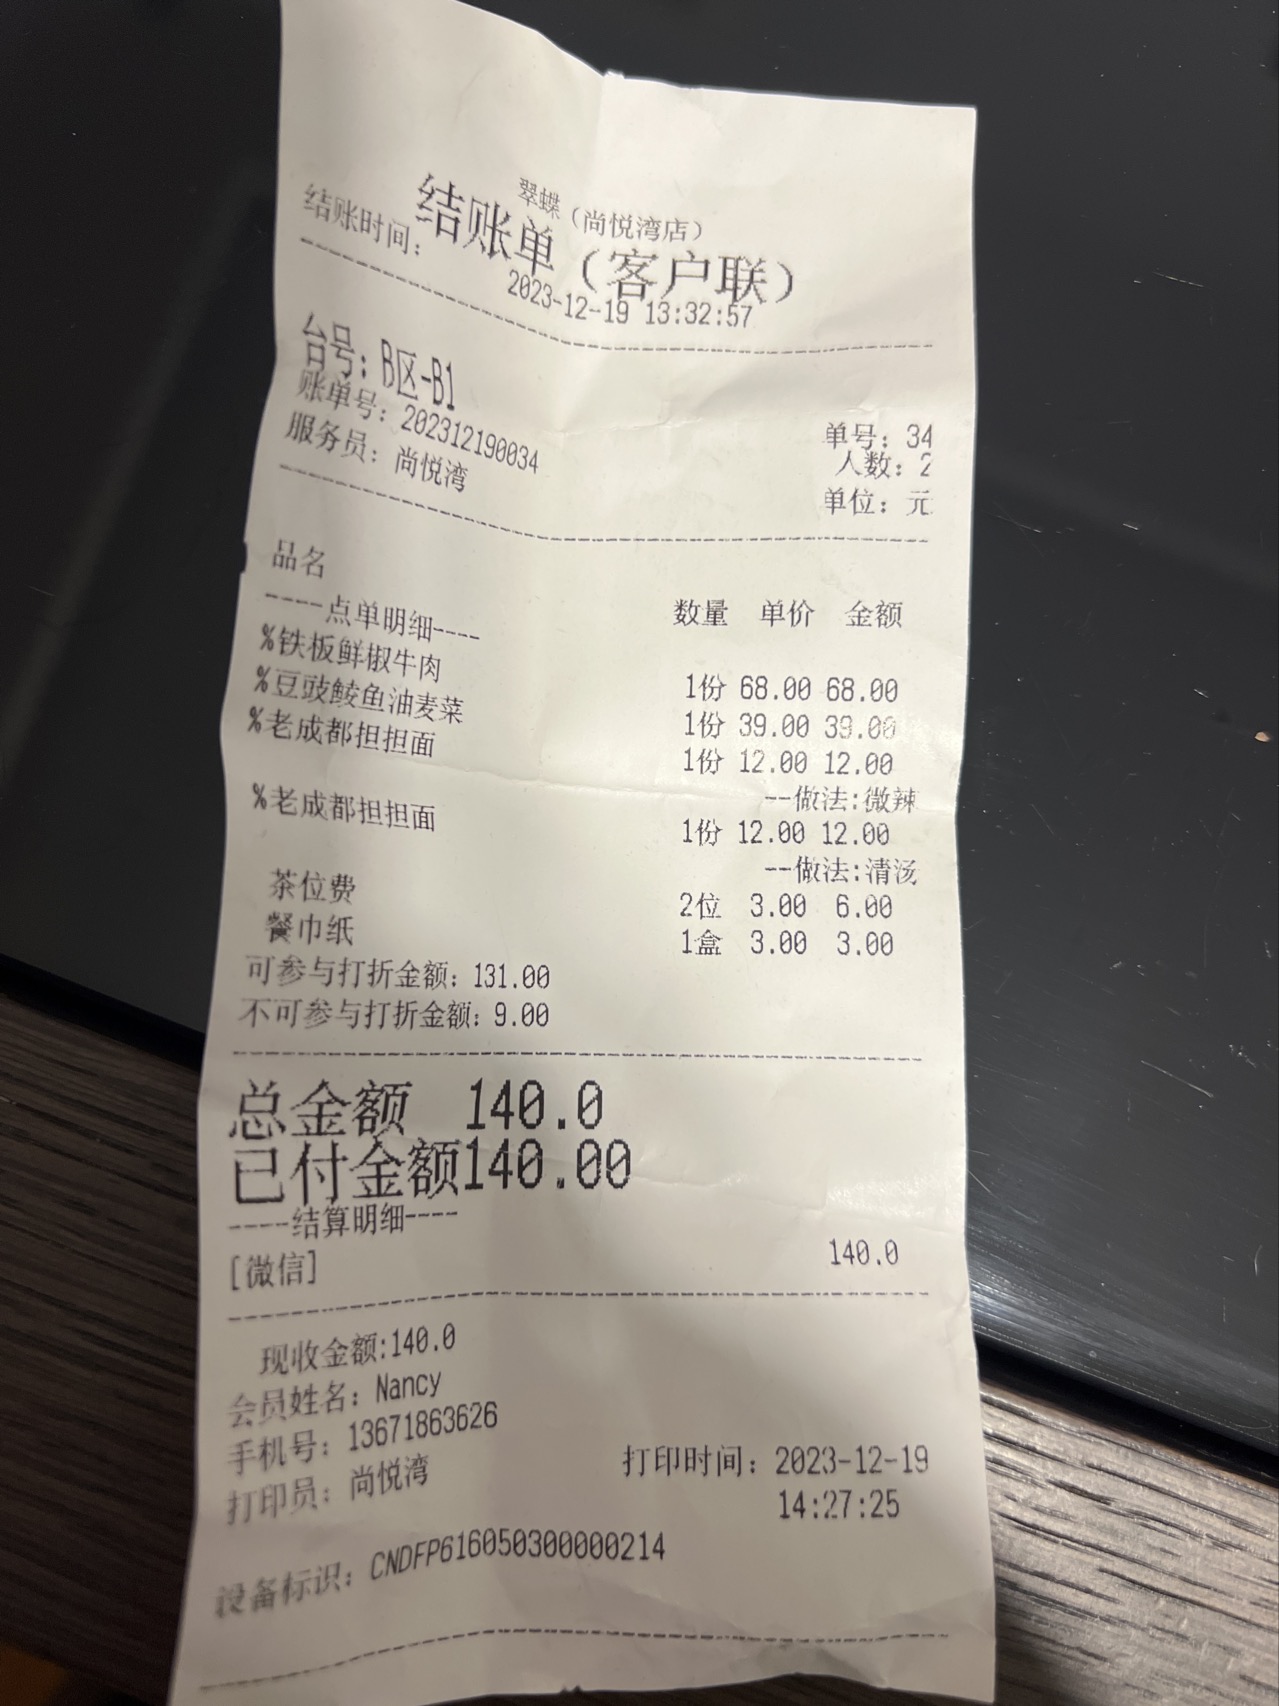 翠蝶（尚悦湾店）
结账单（客户联）
结账时间： 2023-12-19 13:32:57
台号：B区-B1
账单号：202312190034 单号：34
服务员：尚悦湾 人数：2
单位：元
品名 数量 单价 金额
----点单明细----
%铁板鲜椒牛肉 1份 68.00 68.00
%豆豉鲮鱼油麦菜 1份 39.00 39.00
%老成都担担面 1份 12.00 12.00
--做法:微辣
%老成都担担面 1份 12.00 12.00
--做法:清汤
茶位费 2位 3.00 6.00
餐巾纸 1盒 3.00 3.00
可参与打折金额：131.00
不可参与打折金额：9.00
总金额 140.0
已付金额140.00
----结算明细----
[微信] 140.0
现收金额:140.0
会员姓名：Nancy
手机号：13671863626
打印员：尚悦湾 打印时间：2023-12-19
14:27:25
设备标识：CNDFP616050300000214